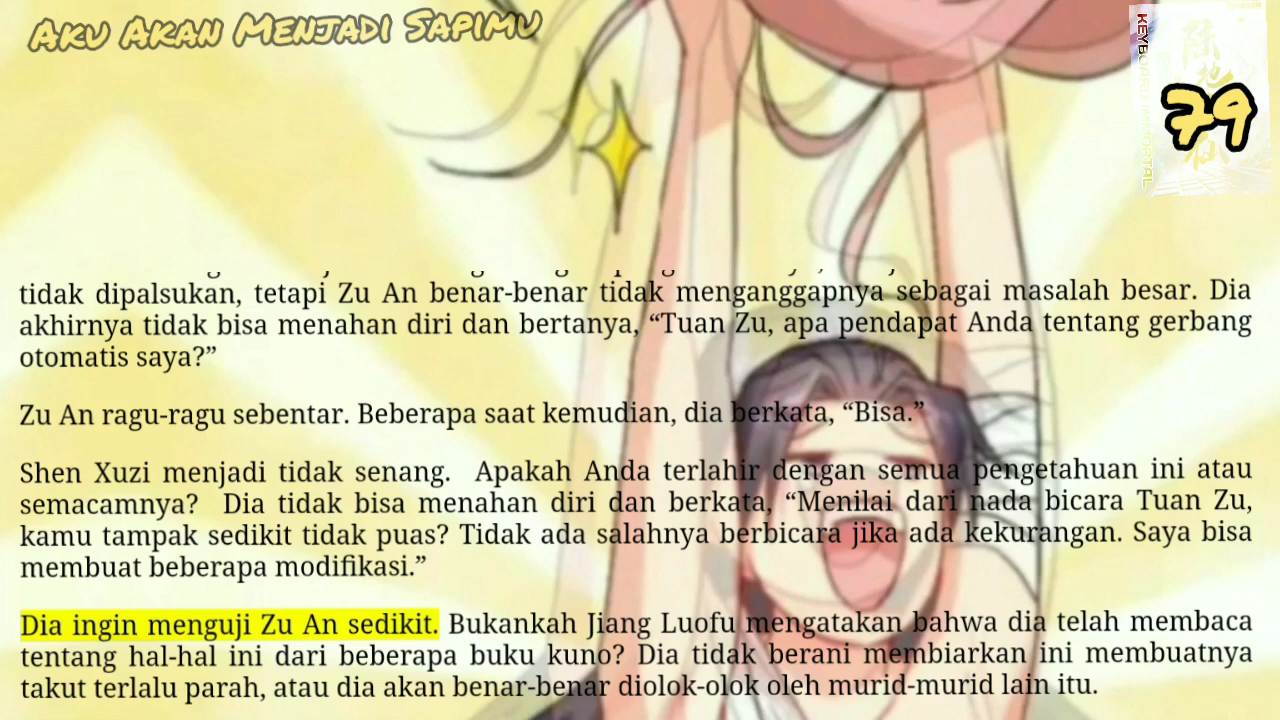 Aku Akan Menjadi Sapimu
KEYBOARD IMMORTAL
79
tidak dipalsukan, tetapi Zu An benar-benar tidak menganggapnya sebagai masalah besar. Dia
akhirnya tidak bisa menahan diri dan bertanya, “Tuan Zu, apa pendapat Anda tentang gerbang
otomatis saya?”
Zu An ragu-ragu sebentar. Beberapa saat kemudian, dia berkata, “Bisa.”
Shen Xuzi menjadi tidak senang.  Apakah Anda terlahir dengan semua pengetahuan ini atau
semacamnya?  Dia tidak bisa menahan diri dan berkata, “Menilai dari nada bicara Tuan Zu,
kamu tampak sedikit tidak puas? Tidak ada salahnya berbicara jika ada kekurangan. Saya bisa
membuat beberapa modifikasi.”
Dia ingin menguji Zu An sedikit. Bukankah Jiang Luofu mengatakan bahwa dia telah membaca
tentang hal-hal ini dari beberapa buku kuno? Dia tidak berani membiarkan ini membuatnya
takut terlalu parah, atau dia akan benar-benar diolok-olok oleh murid-murid lain itu.